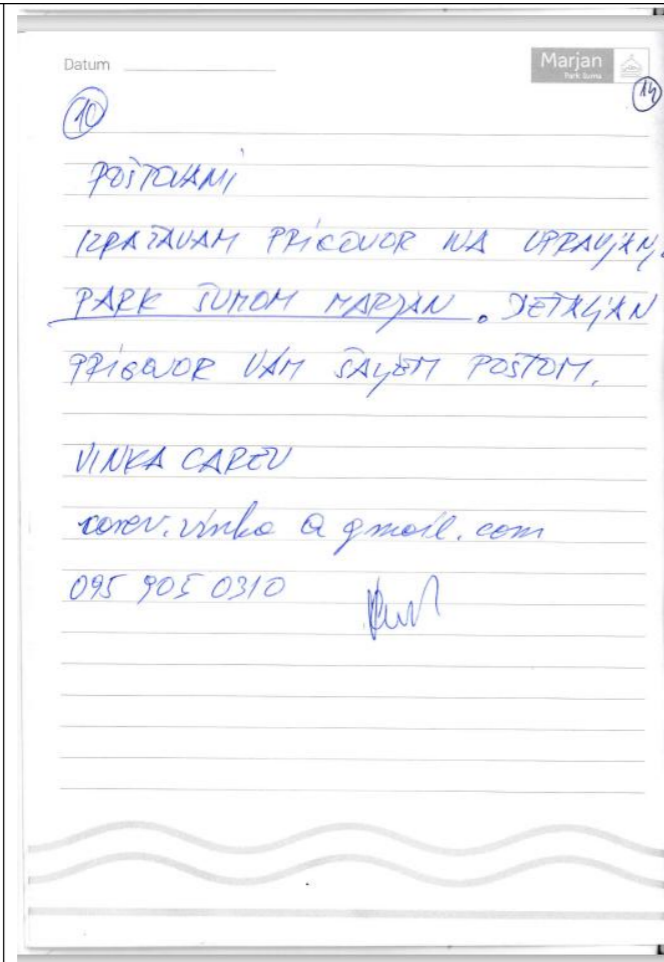 Datum
Marjan
Park šuma
14
10
POŠTOVANI
IZRAŽAVAM PRIGOVOR NA UPRAVLJANJ
PARK ŠUMOM MARJAN. DETALJAN
PRIGOVOR VAM ŠALJEM POŠTOM.
VINKA CAREV
carev.vinka @ gmail.com
095 905 0310